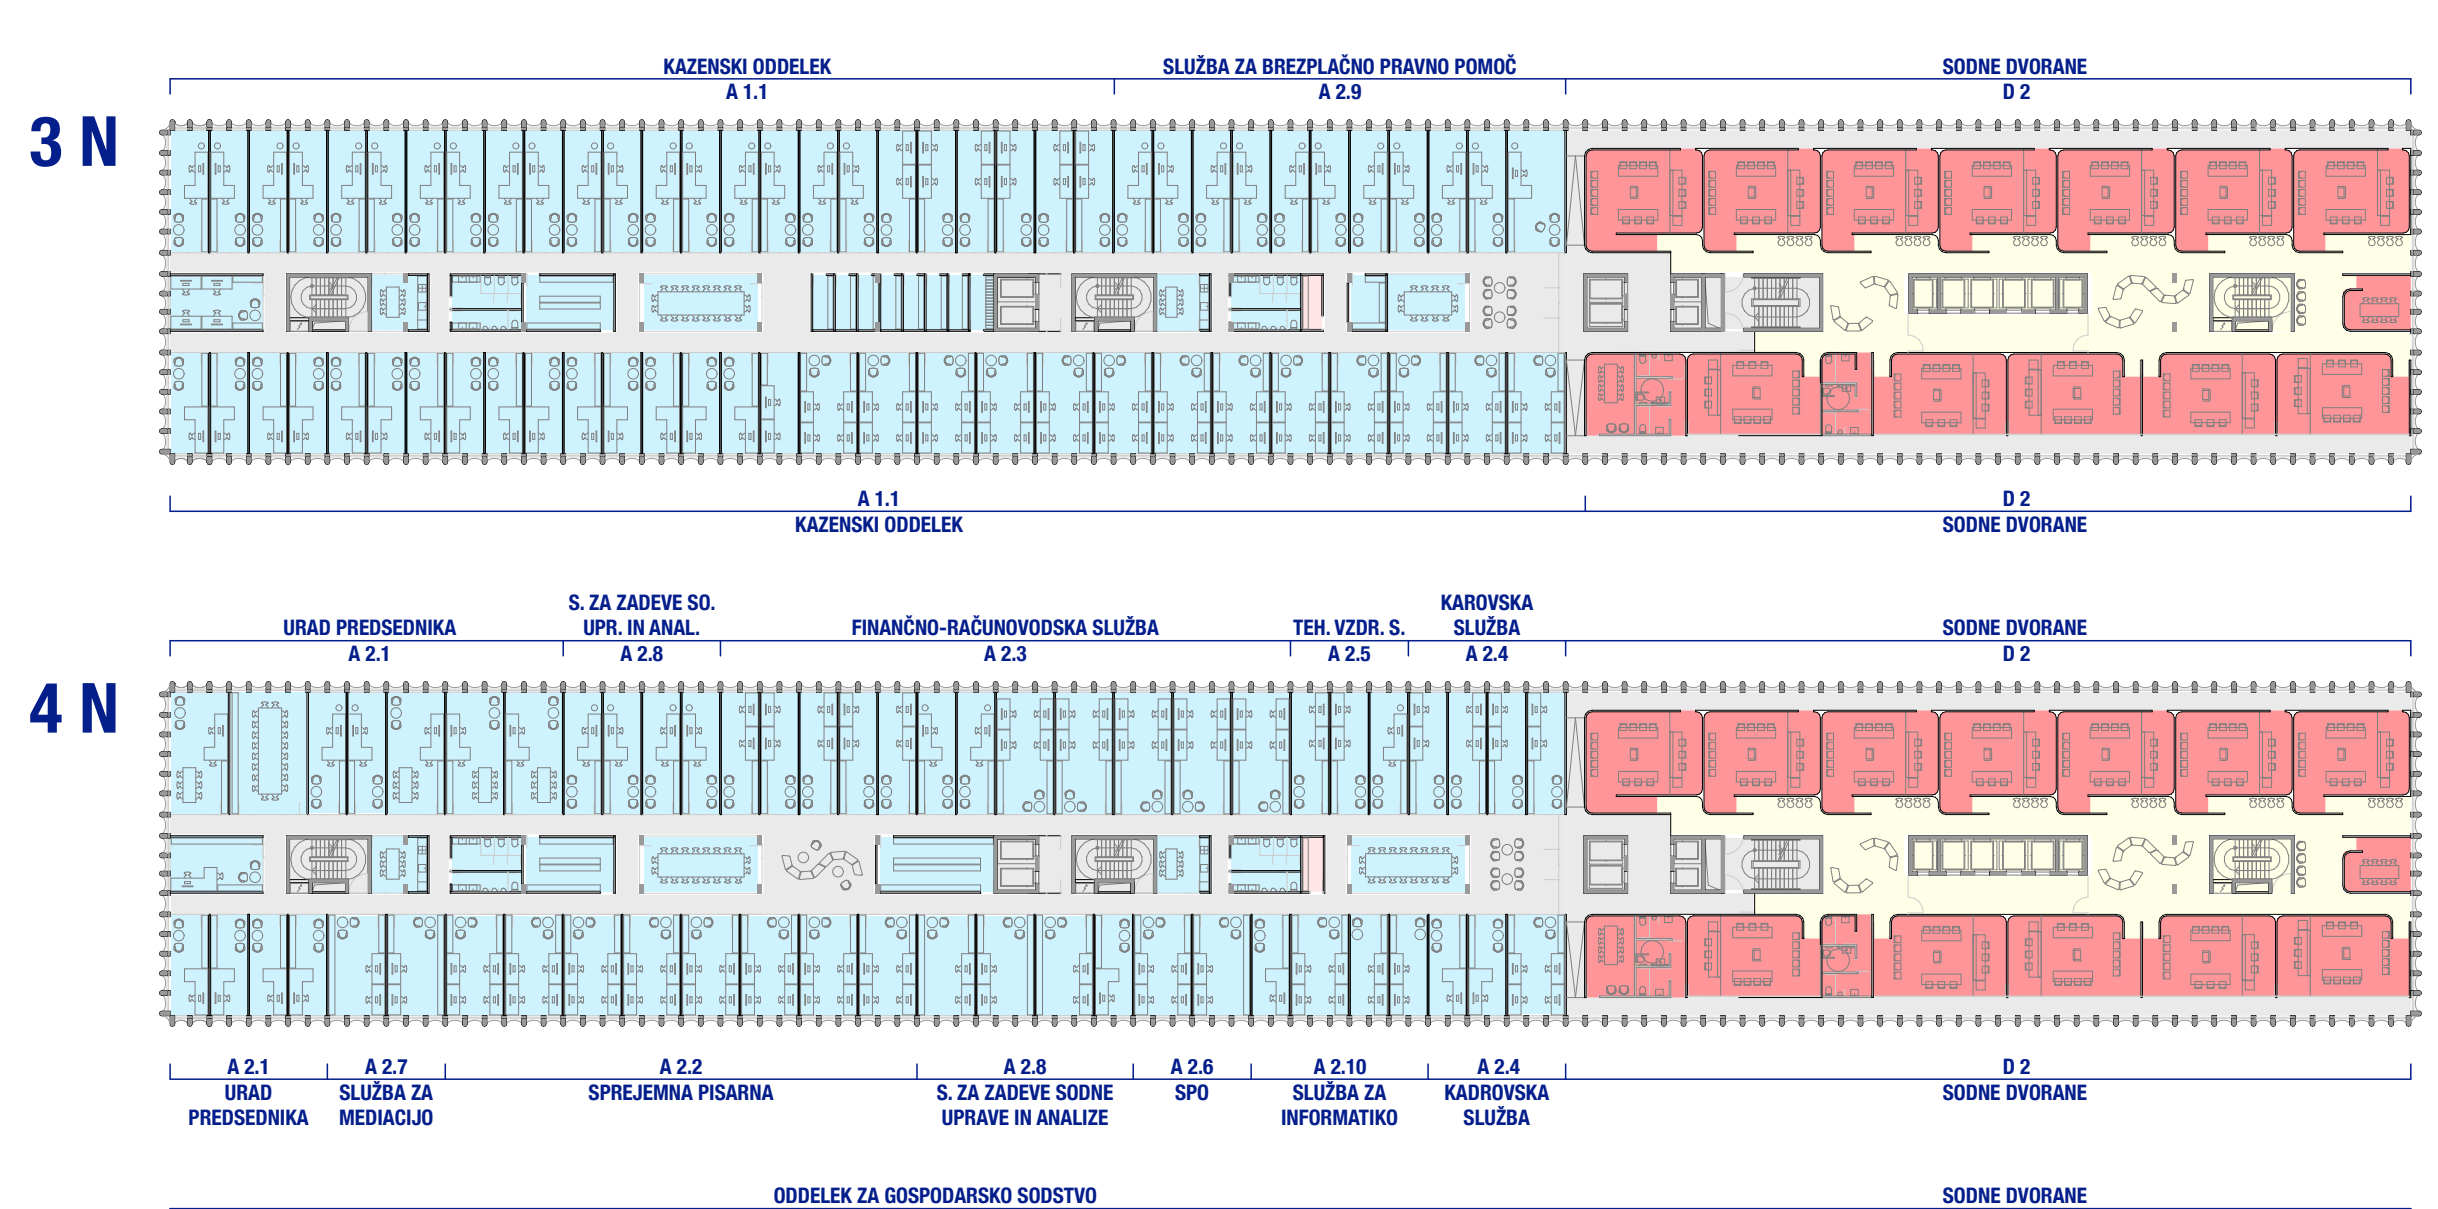 KAZENSKI ODDELEK
SLUŽBA ZA BREZPLAČNO PRAVNO POMOČ
SODNE DVORANE
A 1.1
A 2.9
D 2
3 N
A 1.1
D 2
KAZENSKI ODDELEK
SODNE DVORANE
S. ZA ZADEVE SO.
KAROVSKA
URAD PREDSEDNIKA
UPR. IN ANAL.
FINANČNO-RAČUNOVODSKA SLUŽBA
TEH. VZDR. S.
SLUŽBA
SODNE DVORANE
A 2.1
A 2.8
A 2.3
A 2.5
A 2.4
D 2
4 N
A 2.1
A 2.7
A 2.2
A 2.8
A 2.6
A 2.10
A 2.4
D 2
URAD
SLUŽBA ZA
SPREJEMNA PISARNA
S. ZA ZADEVE SODNE
SPO
SLUŽBA ZA
KADROVSKA
SODNE DVORANE
PREDSEDNIKA
MEDIACIJO
UPRAVE IN ANALIZE
INFORMATIKO
SLUŽBA
ODDELEK ZA GOSPODARSKO SODSTVO
SODNE DVORANE